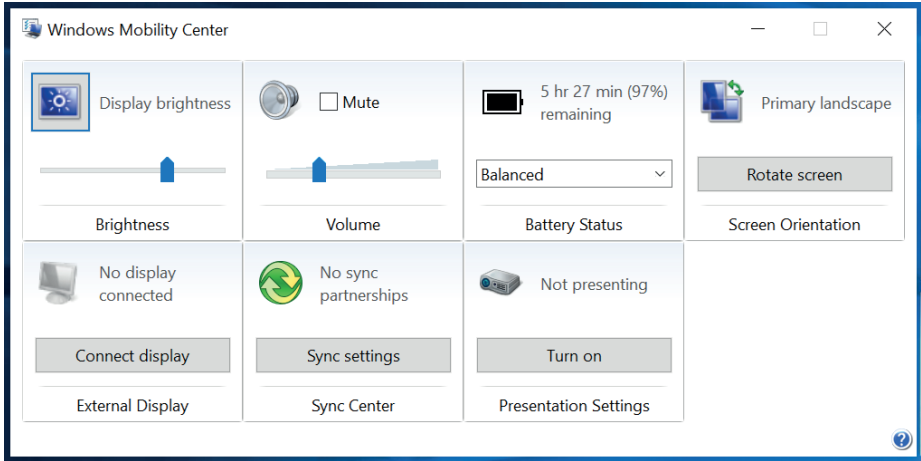 Windows Mobility Center
Display brightness
Brightness
Mute
Volume
5 hr 27 min (97%)
remaining
Balanced
Battery Status
Primary landscape
Rotate screen
Screen Orientation
No display
connected
Connect display
External Display
No sync
partnerships
Sync settings
Sync Center
Not presenting
Turn on
Presentation Settings
?